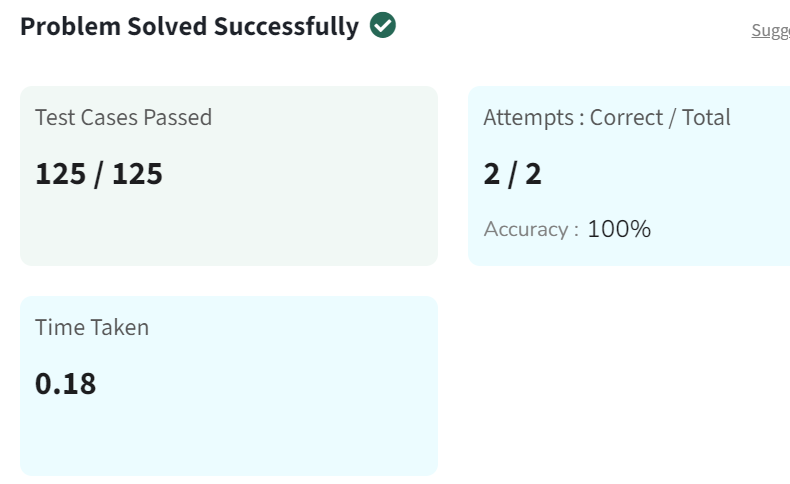 Problem Solved Successfully
Test Cases Passed
125 / 125
Attempts : Correct / Total
2 / 2
Accuracy : 100%
Time Taken
0.18